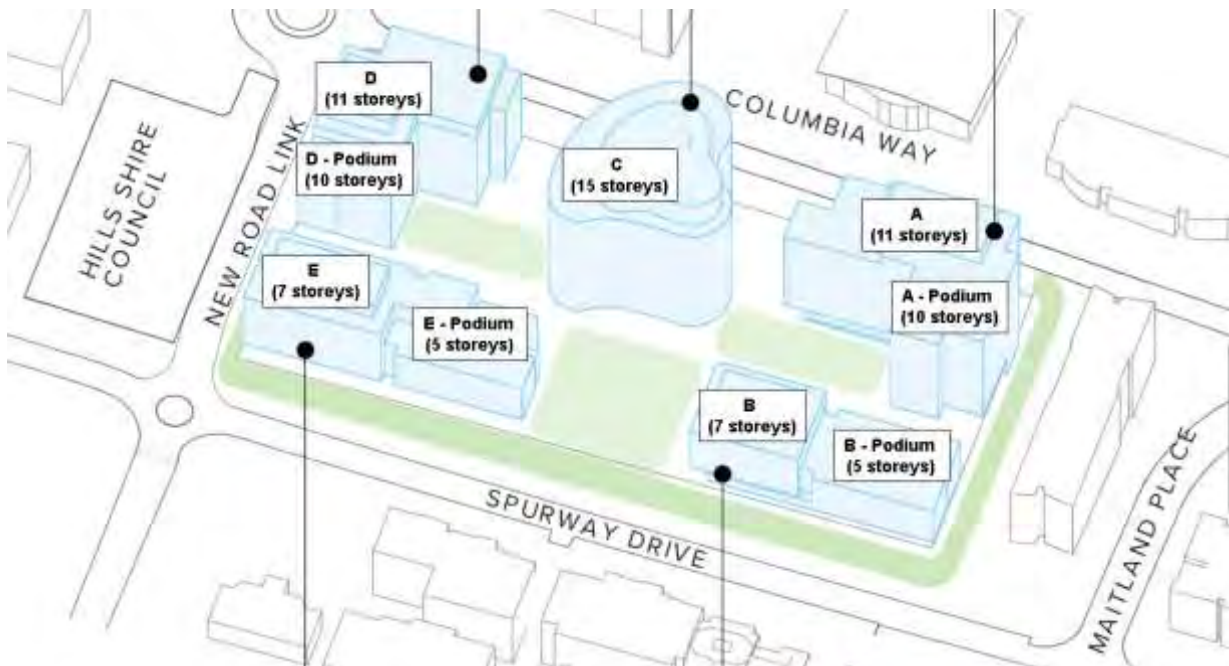 D
(11 storeys)
COLUMBIA WAY
D - Podium
(10 storeys)
C
(15 storeys)
A
(11 storeys)
HILLS SHIRE
COUNCIL
NEW ROAD LINK
E
(7 storeys)
A - Podium
(10 storeys)
E - Podium
(5 storeys)
B
(7 storeys)
B - Podium
(5 storeys)
SPURWAY DRIVE
MAITLAND PLACE